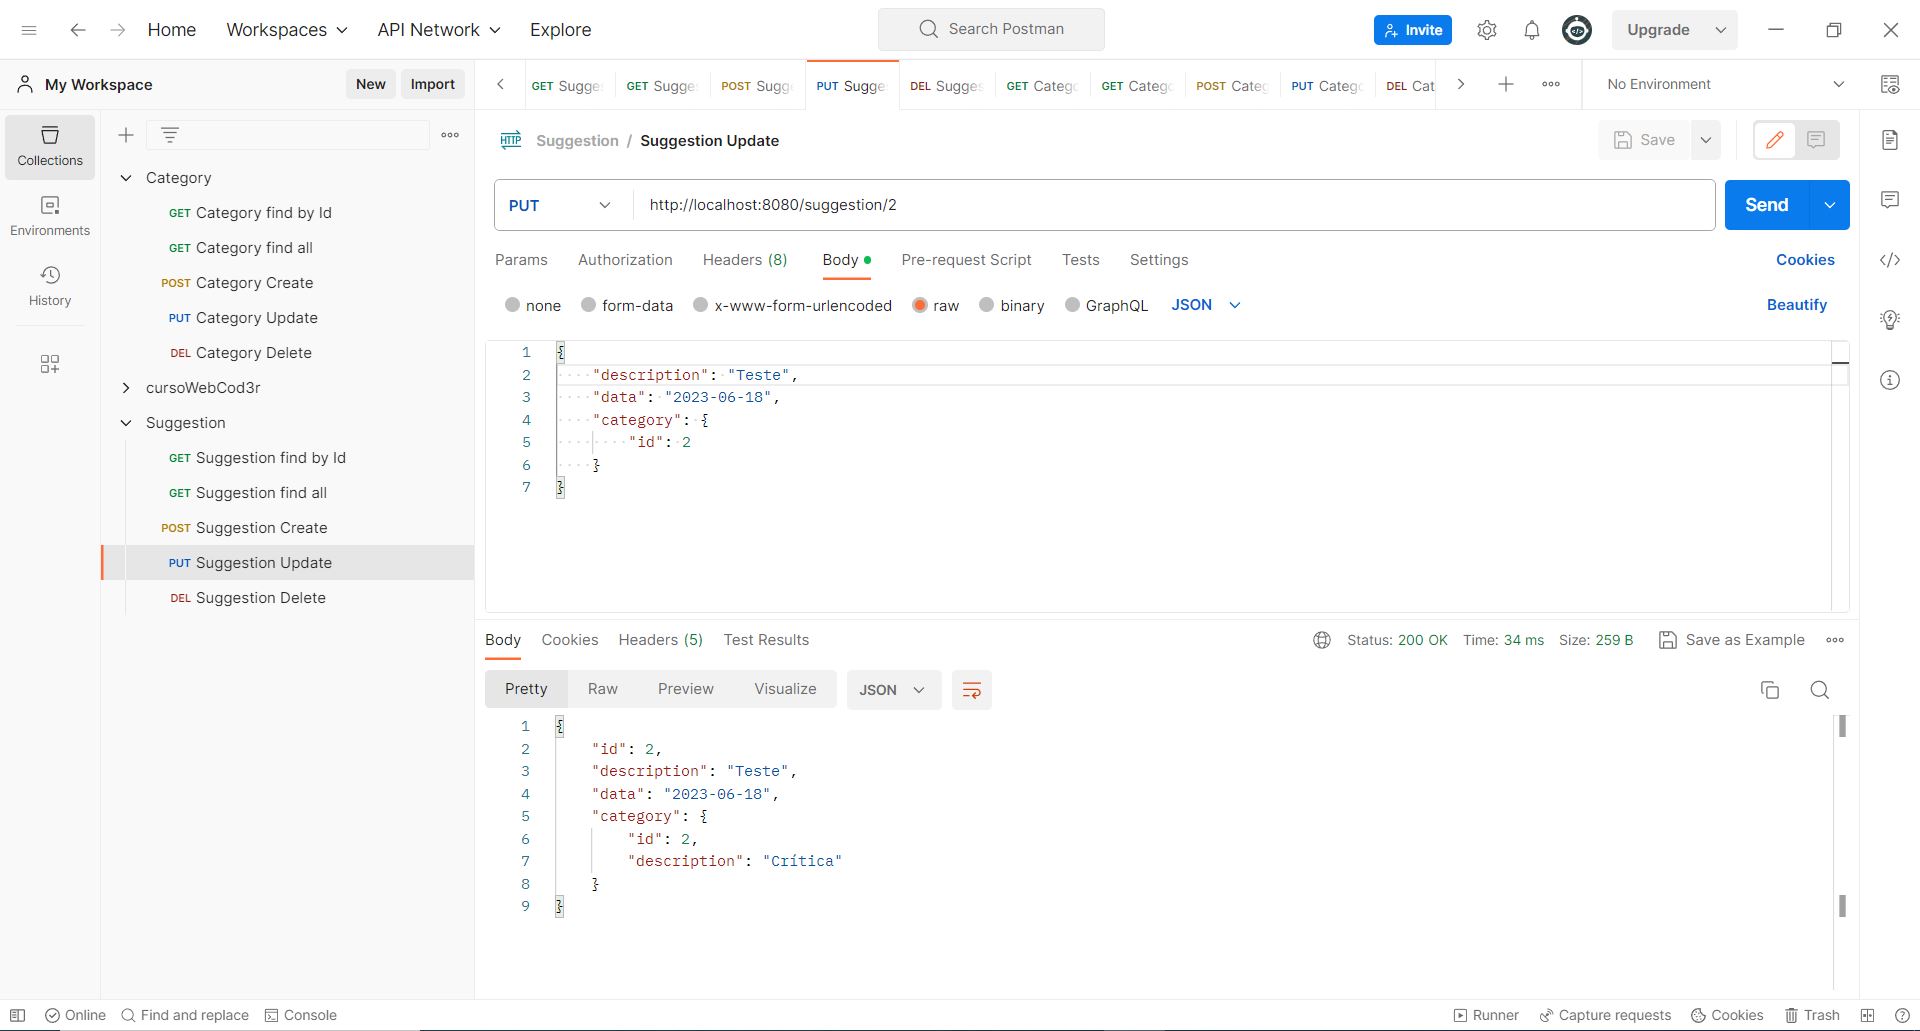 Home Workspaces API Network Explore Search Postman Invite Upgrade
My Workspace New Import
GET Sugge POST Sugg PUT Sugge DEL Sugge GET Categ GET Categ POST Categ PUT Categ DEL Cat No Environment
GET Sugge
Collections
Environments
History
Category
GET Category find by Id
GET Category find all
POST Category Create
PUT Category Update
DEL Category Delete
cursoWebCod3r
Suggestion
GET Suggestion find by Id
GET Suggestion find all
POST Suggestion Create
PUT Suggestion Update
DEL Suggestion Delete
HTTP Suggestion / Suggestion Update Save
PUT http://localhost:8080/suggestion/2 Send
Params Authorization Headers (8) Body Pre-request Script Tests Settings Cookies
none form-data x-www-form-urlencoded raw binary GraphQL JSON Beautify
1 {
2 "description": "Teste",
3 "data": "2023-06-18",
4 "category": {
5 "id": 2
6 }
7 }
Body Cookies Headers (5) Test Results Status: 200 OK Time: 34 ms Size: 259 B Save as Example
Pretty Raw Preview Visualize JSON
1 {
2 "id": 2,
3 "description": "Teste",
4 "data": "2023-06-18",
5 "category": {
6 "id": 2,
7 "description": "Crítica"
8 }
9 }
Online Find and replace Console Runner Capture requests Cookies Trash